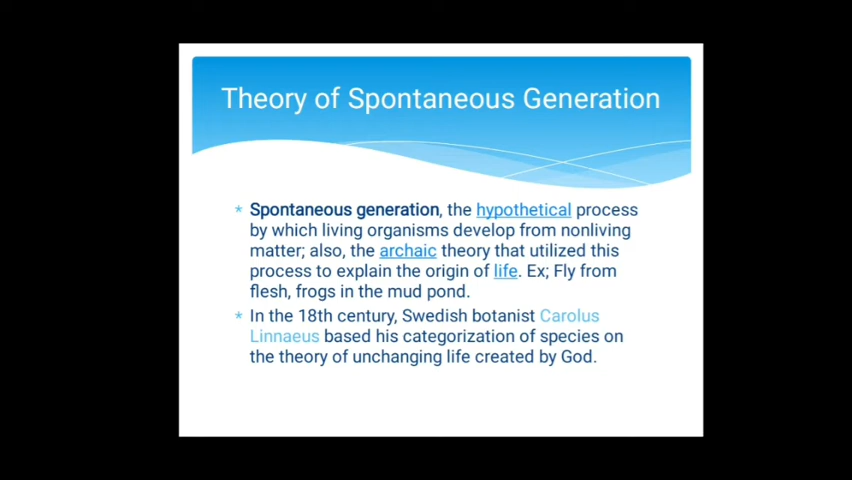 Theory of Spontaneous Generation
* Spontaneous generation, the hypothetical process
by which living organisms develop from nonliving
matter; also, the archaic theory that utilized this
process to explain the origin of life. Ex; Fly from
flesh, frogs in the mud pond.
* In the 18th century, Swedish botanist Carolus
Linnaeus based his categorization of species on
the theory of unchanging life created by God.